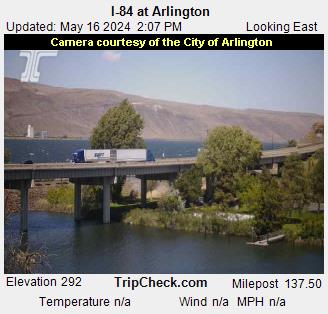 I-84 at Arlington
Updated: May 16 2024 2:07 PM Looking East
Camera courtesy of the City of Arlington
Elevation 292 TripCheck.com Milepost 137.50
Temperature n/a Wind n/a MPH n/a